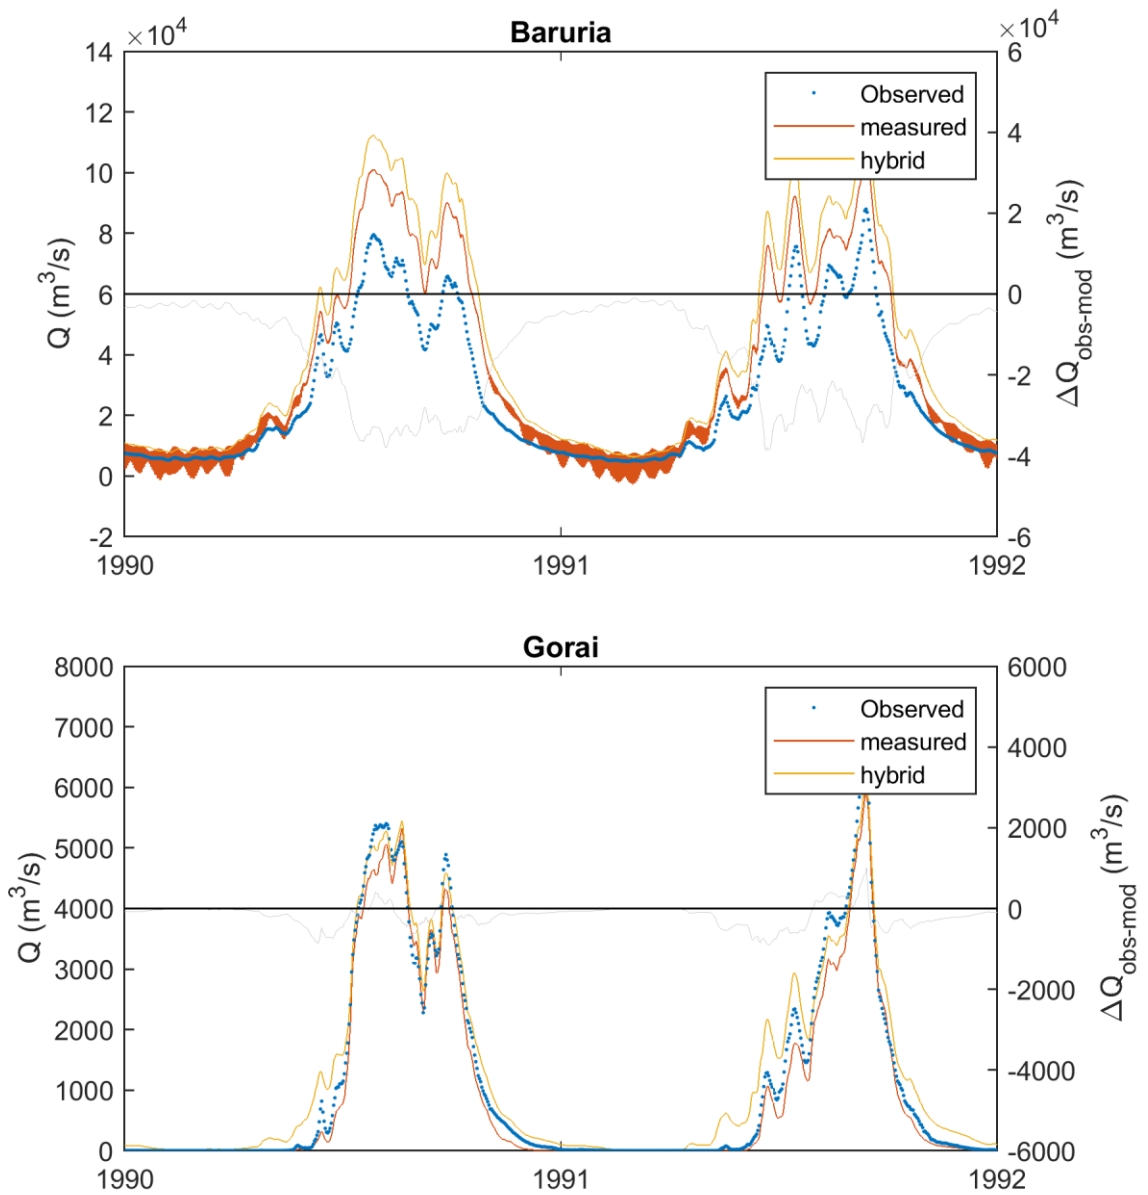 Baruria
×10⁴
×10⁴
14
12
10
8
6
4
2
0
-2
Q (m³/s)
6
4
2
0
-2
-4
-6
ΔQobs-mod (m³/s)
Observed
measured
hybrid
1990 1991 1992
Gorai
8000
7000
6000
5000
4000
3000
2000
1000
0
Q (m³/s)
6000
4000
2000
0
-2000
-4000
-6000
ΔQobs-mod (m³/s)
Observed
measured
hybrid
1990 1991 1992